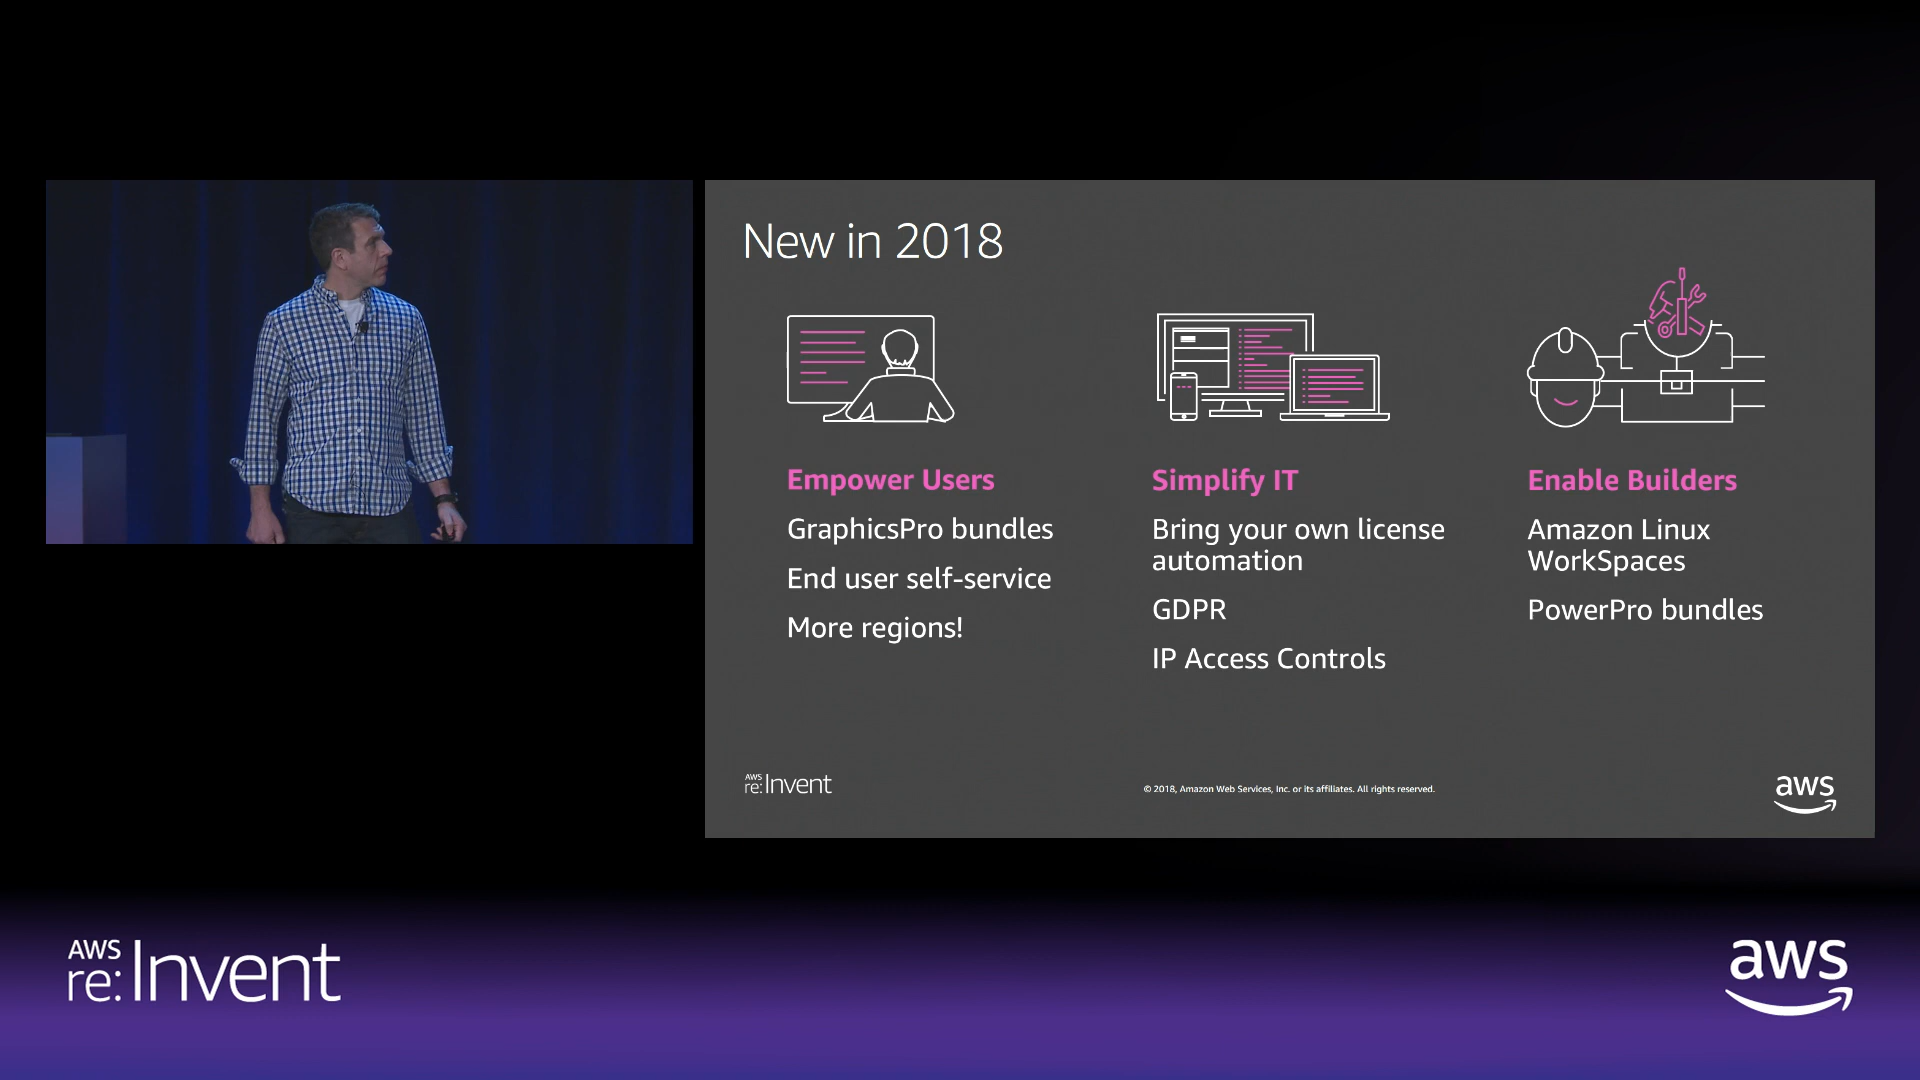 New in 2018
Empower Users
GraphicsPro bundles
End user self-service
More regions!
Simplify IT
Bring your own license
automation
GDPR
IP Access Controls
Enable Builders
Amazon Linux
WorkSpaces
PowerPro bundles
AWS
re:Invent
© 2018, Amazon Web Services, Inc. or its affiliates. All rights reserved.
aws
AWS
re:Invent
aws